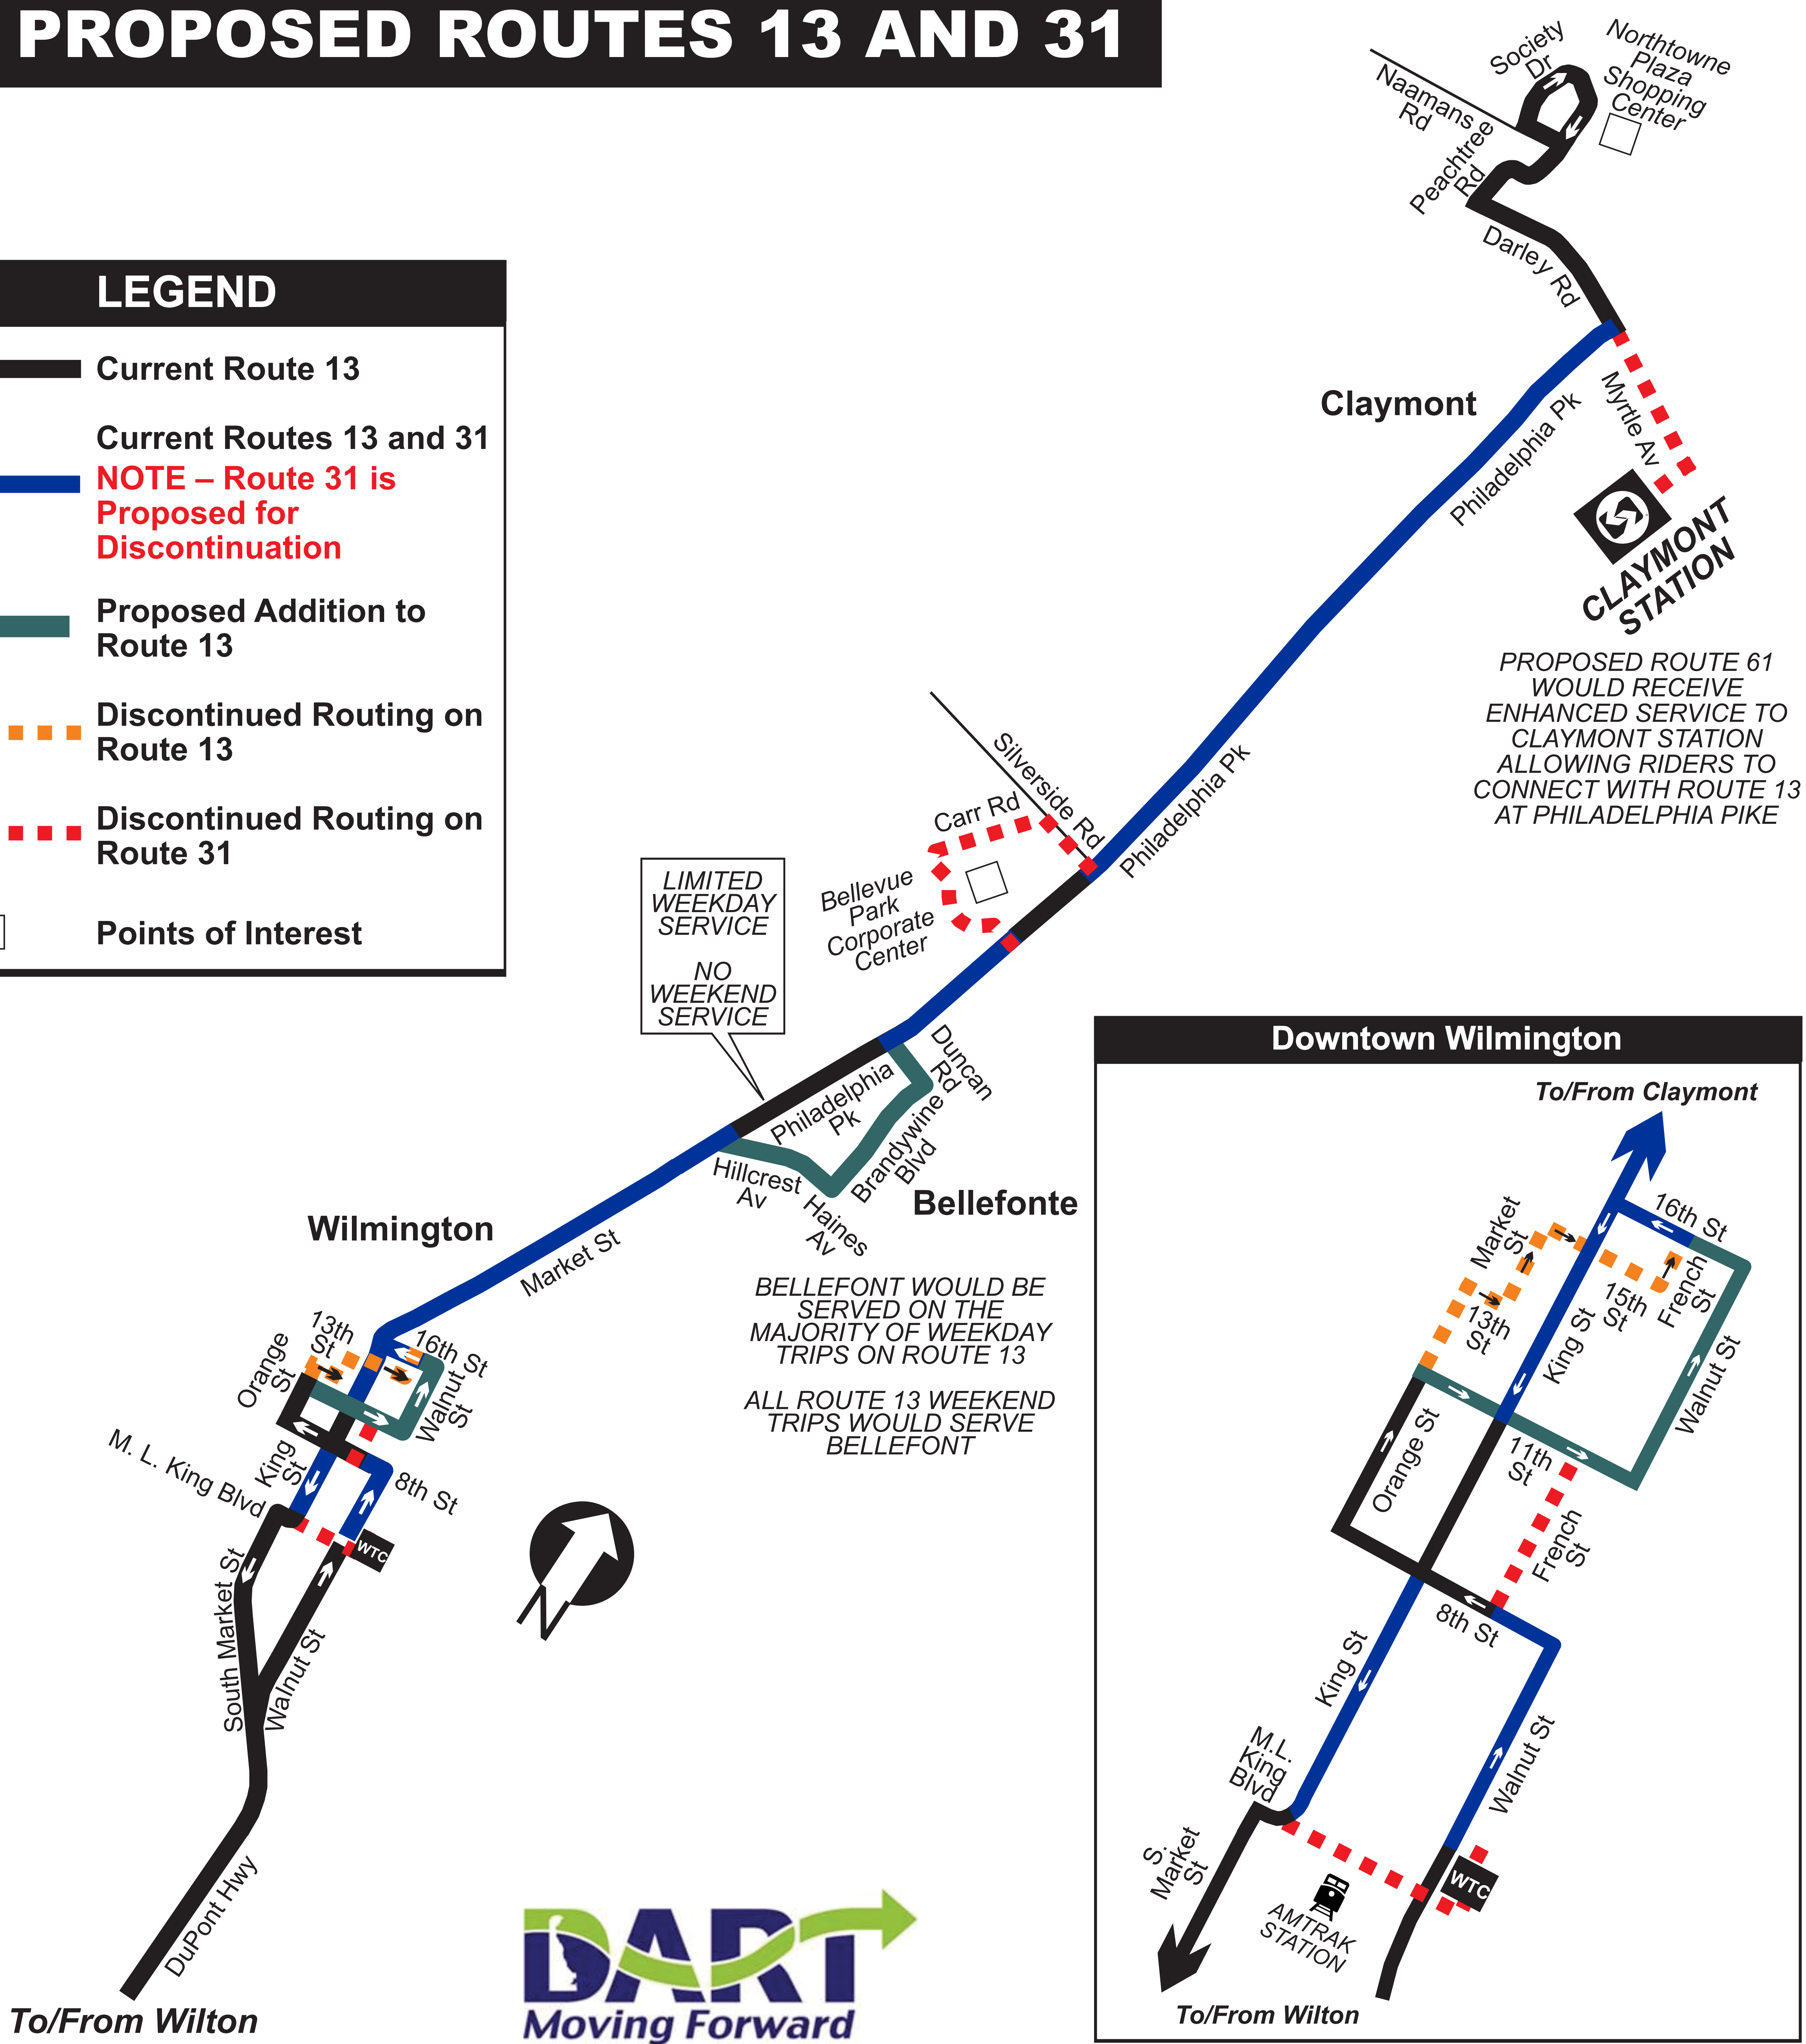 PROPOSED ROUTES 13 AND 31
LEGEND
Current Route 13
Current Routes 13 and 31
NOTE – Route 31 is
Proposed for
Discontinuation
Proposed Addition to
Route 13
Discontinued Routing on
Route 13
Discontinued Routing on
Route 31
Points of Interest
Society
Dr
Northtowne
Plaza
Shopping
Center
Naamans
Rd
Peachtree
Rd
Darley Rd
Claymont
Philadelphia Pk
Myrtle Av
CLAYMONT
STATION
PROPOSED ROUTE 61
WOULD RECEIVE
ENHANCED SERVICE TO
CLAYMONT STATION
ALLOWING RIDERS TO
CONNECT WITH ROUTE 13
AT PHILADELPHIA PIKE
Silverside Rd
Carr Rd
Philadelphia Pk
Bellevue
Park
Corporate
Center
LIMITED
WEEKDAY
SERVICE
NO
WEEKEND
SERVICE
Duncan
Rd
Philadelphia
Pk
Brandywine
Blvd
Hillcrest
Av
Haines
Av
Bellefonte
Wilmington
Market St
BELLEFONT WOULD BE
SERVED ON THE
MAJORITY OF WEEKDAY
TRIPS ON ROUTE 13
ALL ROUTE 13 WEEKEND
TRIPS WOULD SERVE
BELLEFONT
13th
St
16th St
Orange
St
Walnut
St
King
St
M. L. King Blvd
8th St
WTC
South Market St
Walnut St
N
DuPont Hwy
To/From Wilton
DART
Moving Forward
Downtown Wilmington
To/From Claymont
16th St
Market
St
13th
St
15th
St
French
St
King St
Walnut St
Orange St
11th
St
French
St
8th St
King St
Walnut St
M.L.
King
Blvd
S.
Market
St
WTC
AMTRAK
STATION
To/From Wilton